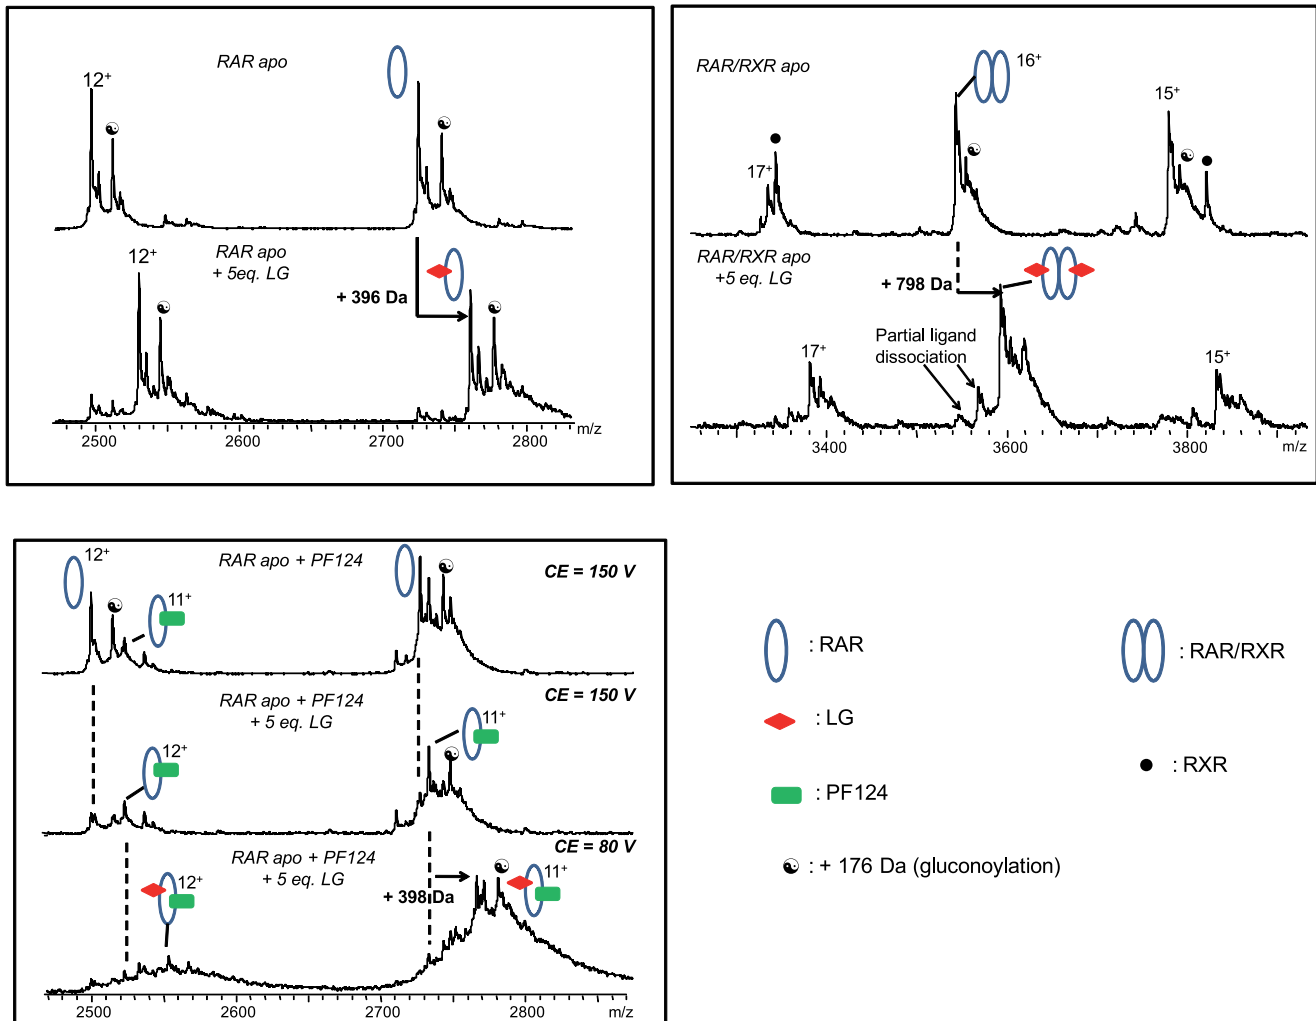 RAR apo
12+
RAR apo
+ 5eq. LG
12+
+ 396 Da
2500
2600
2700
2800
m/z
RAR/RXR apo
16+
15+
17+
RAR/RXR apo
+5 eq. LG
+ 798 Da
Partial ligand
dissociation
17+
15+
3400
3600
3800
m/z
12+
RAR apo + PF124
CE = 150 V
11+
RAR apo + PF124
+ 5 eq. LG
CE = 150 V
11+
12+
RAR apo + PF124
+ 5 eq. LG
CE = 80 V
12+
+ 398 Da
11+
2500
2600
2700
2800
m/z
: RAR
: RAR/RXR
: LG
: RXR
: PF124
: + 176 Da (gluconoylation)